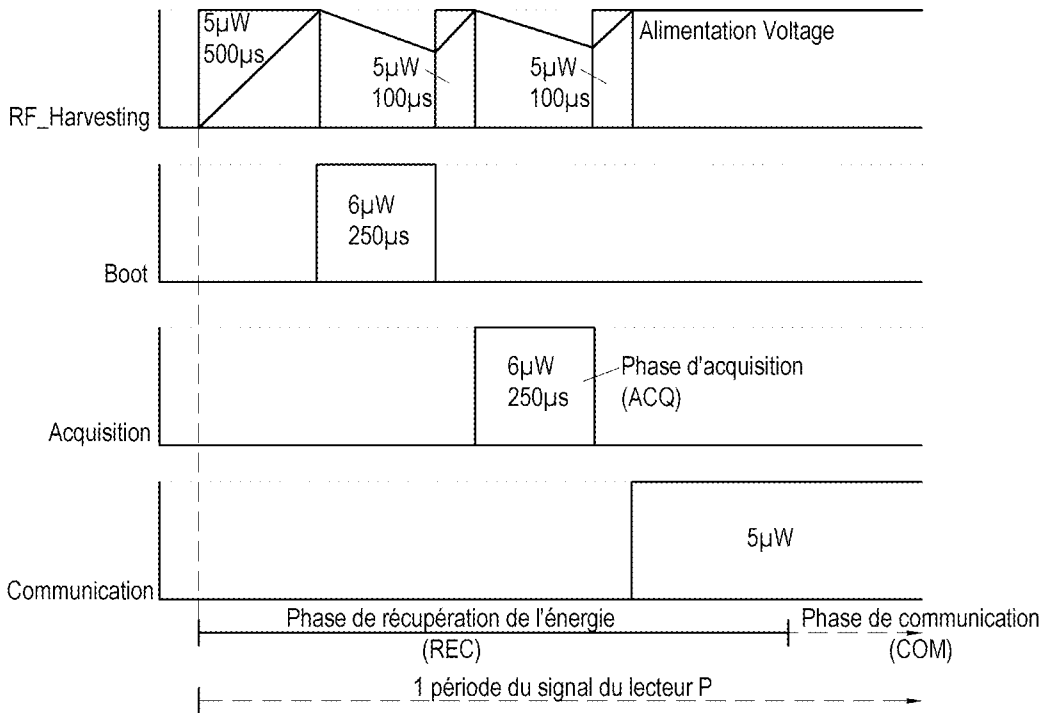 5µW
500µs
Alimentation Voltage
5µW
100µs
5µW
100µs
RF_Harvesting
6µW
250µs
Boot
6µW
250µs
Phase d'acquisition
(ACQ)
Acquisition
5µW
Communication
Phase de récupération de l'énergie
(REC)
Phase de communication
(COM)
1 période du signal du lecteur P